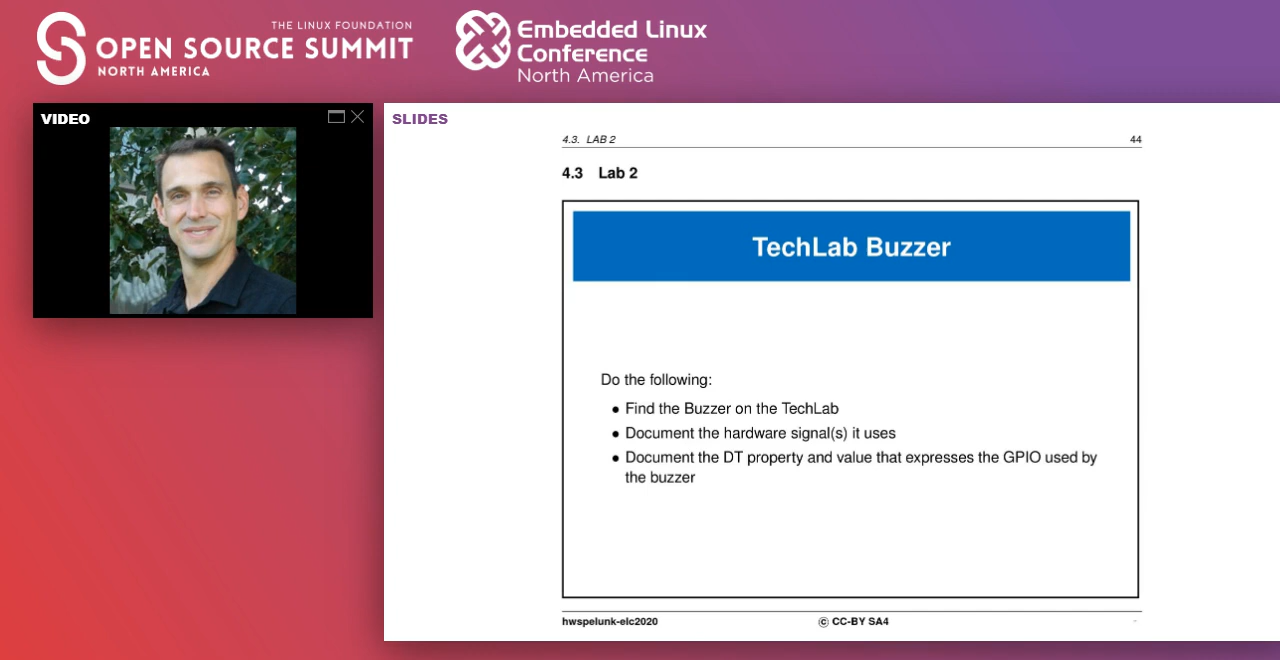 THE LINUX FOUNDATION
OPEN SOURCE SUMMIT
NORTH AMERICA
Embedded Linux
Conference
North America
VIDEO
SLIDES
4.3. LAB 2 44
4.3 Lab 2
TechLab Buzzer
Do the following:
● Find the Buzzer on the TechLab
● Document the hardware signal(s) it uses
● Document the DT property and value that expresses the GPIO used by
the buzzer
hwspelunk-elc2020 © CC-BY SA4 -